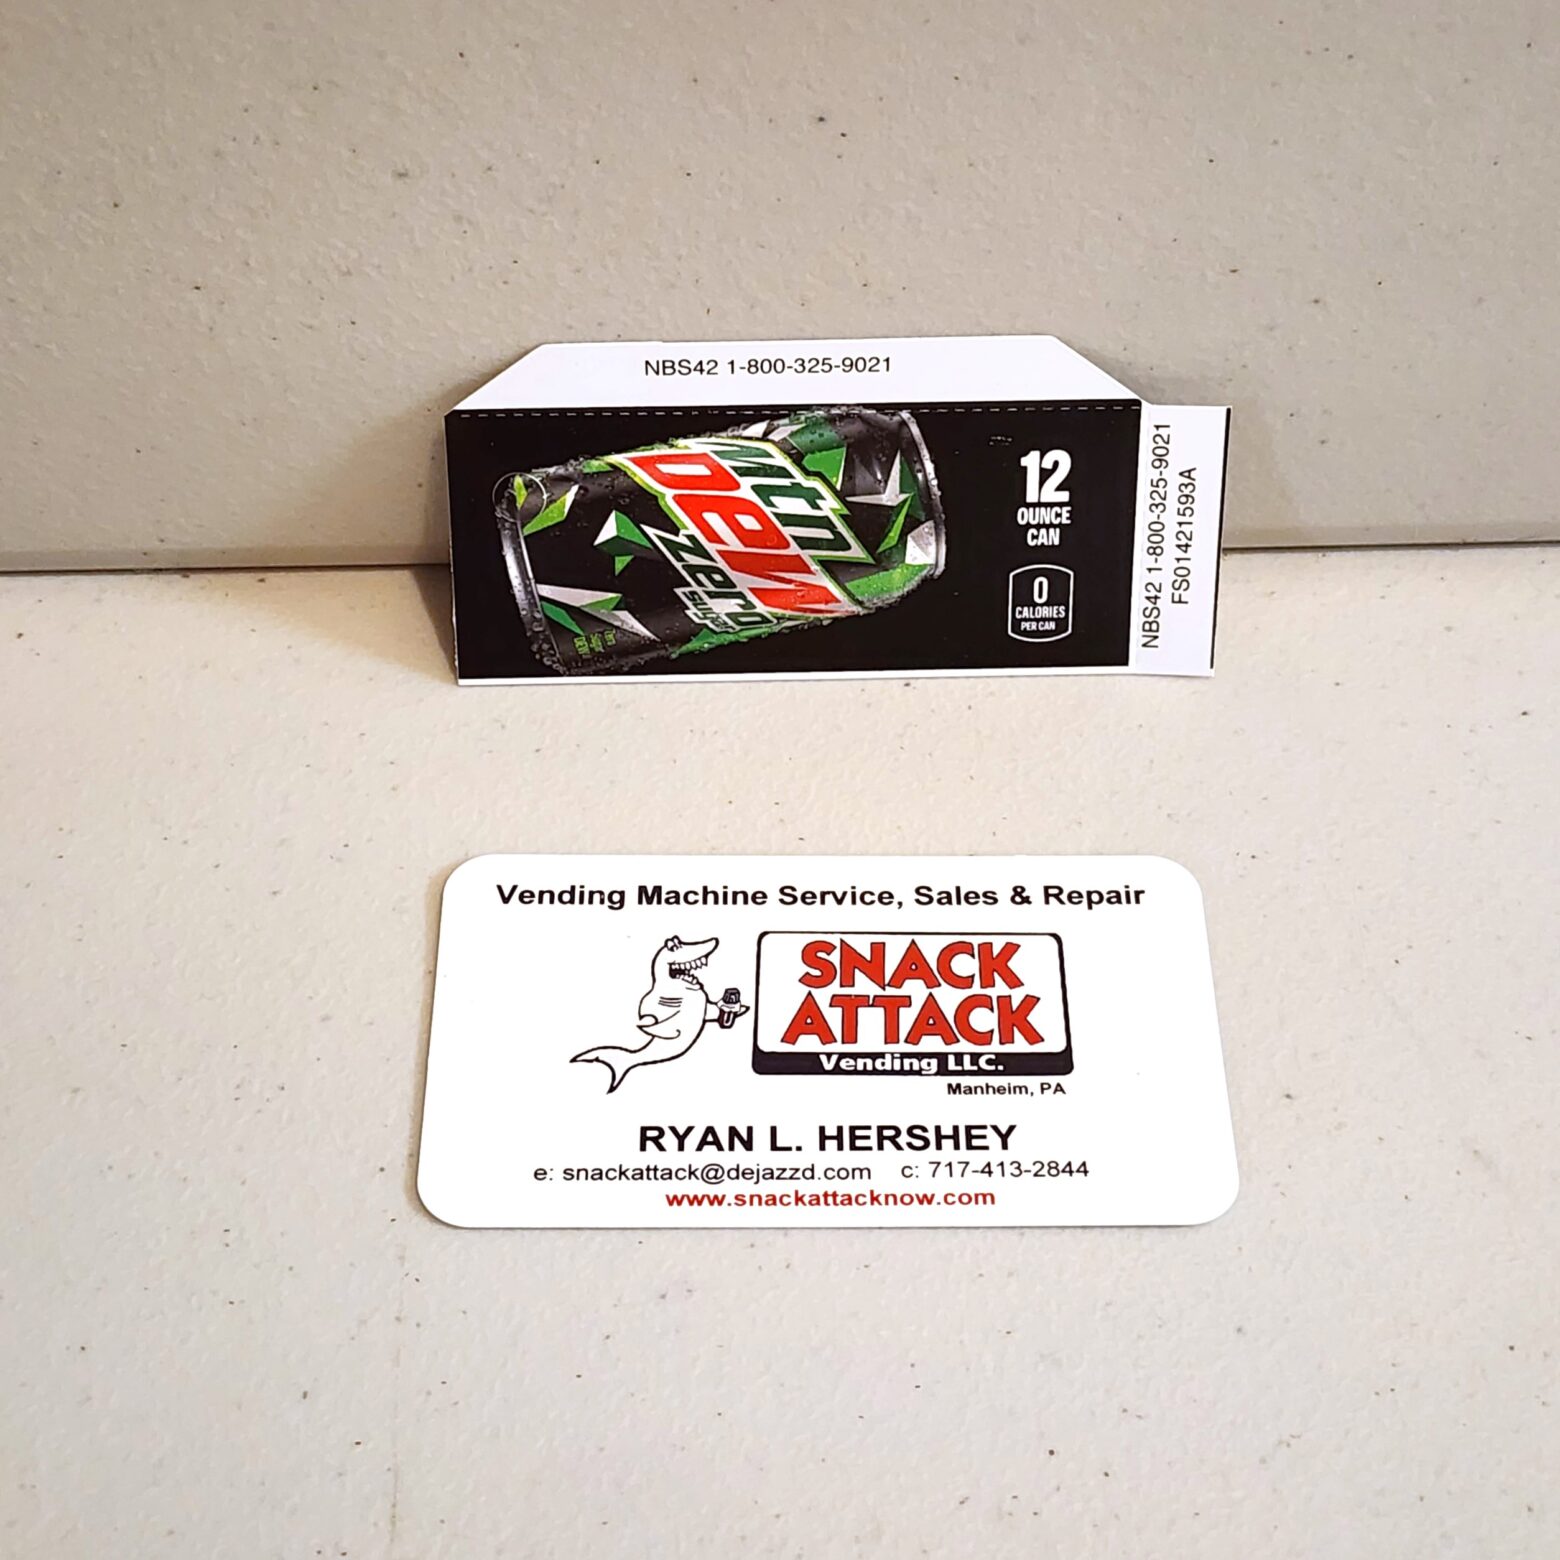 NBS42 1-800-325-9021
Mtn
Dew
Zero
Sugar
Zero
Sugar
12
OUNCE
CAN
0
CALORIES
PER CAN
NBS42 1-800-325-9021
FS01421593A
Vending Machine Service, Sales & Repair
SNACK
ATTACK
Vending LLC.
Manheim, PA
RYAN L. HERSHEY
e: snackattack@dejazzd.com c: 717-413-2844
www.snackattacknow.com